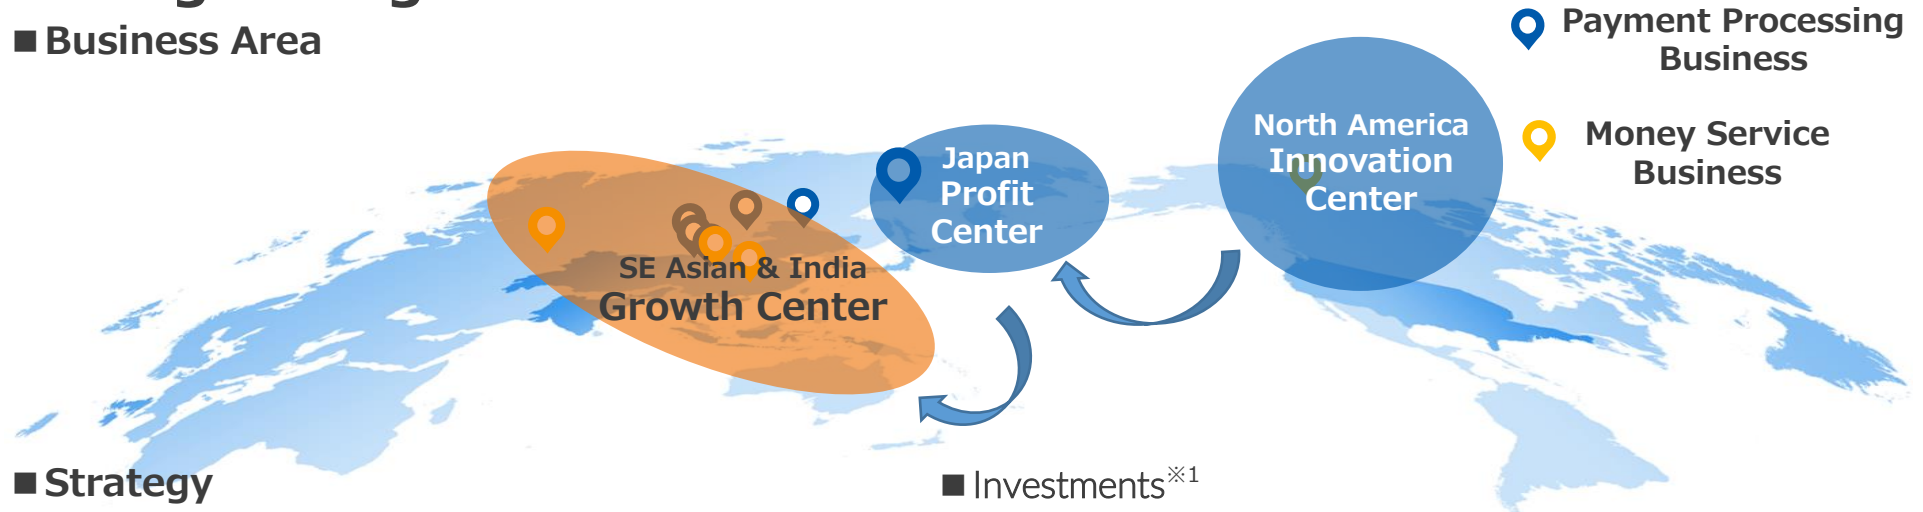 ■ Business Area
Payment Processing
Business
Money Service
Business
North America
Innovation
Center
Japan
Profit
Center
SE Asian & India
Growth Center
■ Strategy
■ Investments※1